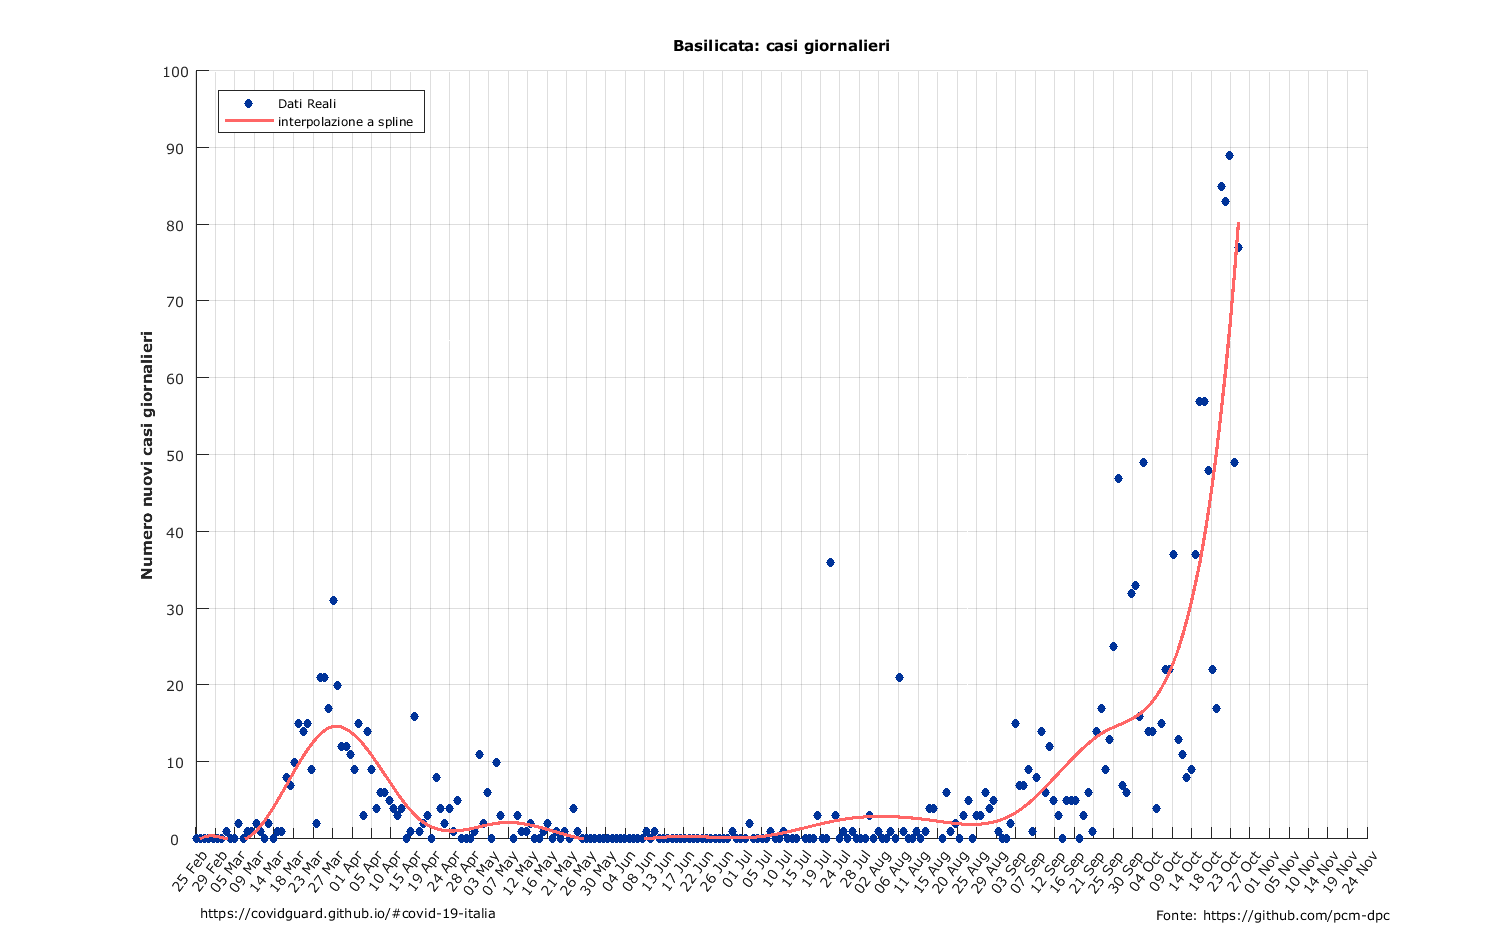 Basilicata: casi giornalieri
100
90
80
70
60
50
40
30
20
10
0
Dati Reali
interpolazione a spline
Numero nuovi casi giornalieri
25 Feb
29 Feb
05 Mar
09 Mar
14 Mar
18 Mar
23 Mar
27 Mar
01 Apr
05 Apr
10 Apr
15 Apr
19 Apr
24 Apr
28 Apr
03 May
07 May
12 May
16 May
21 May
26 May
30 May
04 Jun
08 Jun
13 Jun
17 Jun
22 Jun
26 Jun
01 Jul
05 Jul
10 Jul
15 Jul
19 Jul
24 Jul
28 Jul
02 Aug
06 Aug
11 Aug
15 Aug
20 Aug
25 Aug
29 Aug
03 Sep
07 Sep
12 Sep
16 Sep
21 Sep
25 Sep
30 Sep
04 Oct
09 Oct
14 Oct
18 Oct
23 Oct
27 Oct
01 Nov
05 Nov
10 Nov
14 Nov
19 Nov
24 Nov
https://covidguard.github.io/#covid-19-italia
Fonte: https://github.com/pcm-dpc